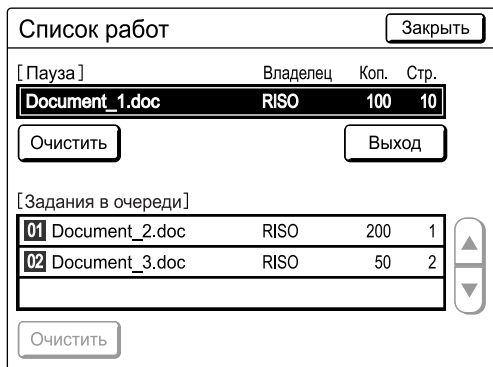 Список работ Закрыть
[Пауза] Владелец Коп. Стр.
Document_1.doc RISO 100 10
Очистить Выход
[Задания в очереди]
01 Document_2.doc RISO 200 1
02 Document_3.doc RISO 50 2
Очистить